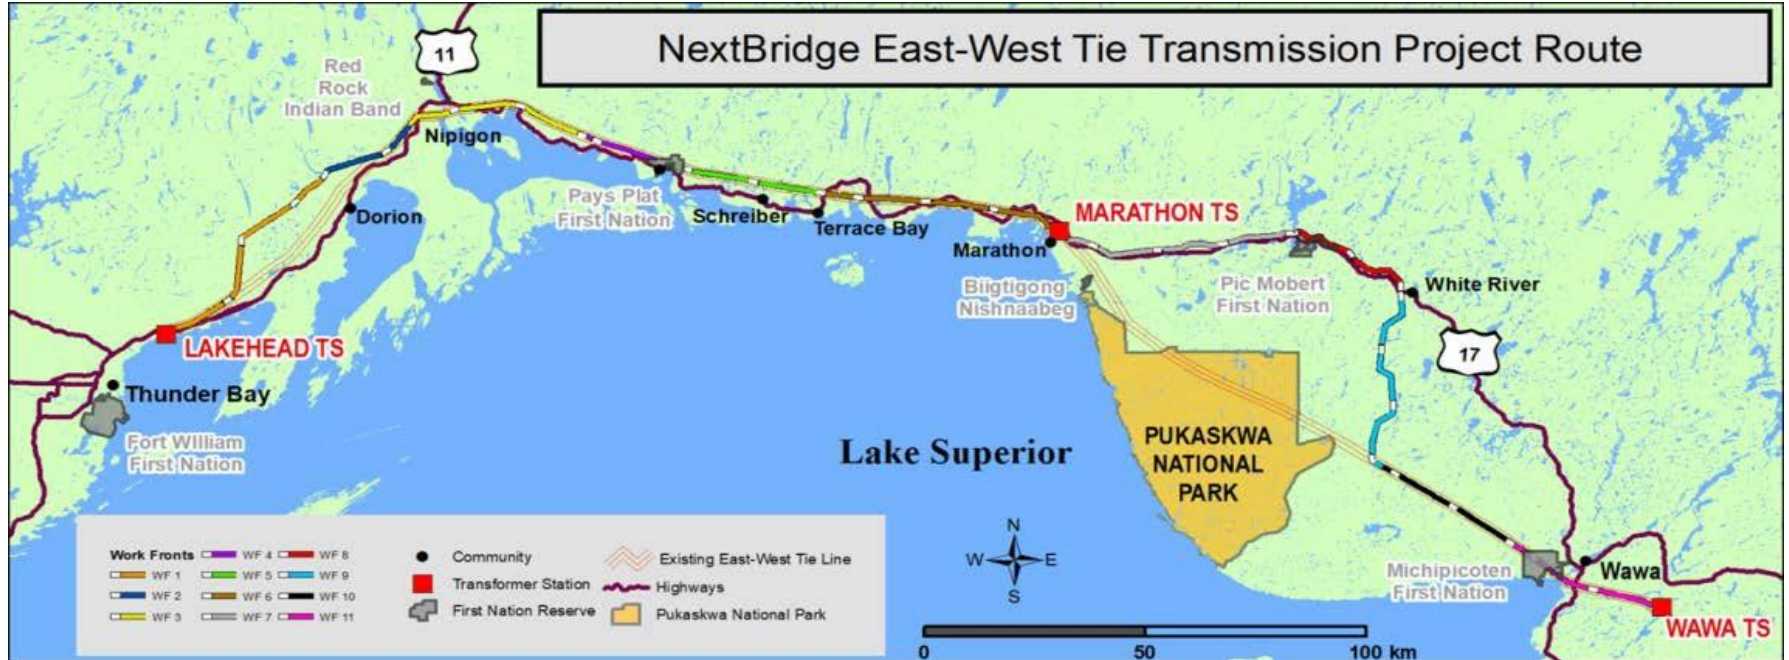 NextBridge East-West Tie Transmission Project Route
11
Red
Rock
Indian Band
Nipigon
Dorion
Pays Plat
First Nation
Schreiber
Terrace Bay
MARATHON TS
Marathon
Biigtigong
Nishnaabeg
Pic Mobert
First Nation
White River
17
LAKEHEAD TS
Thunder Bay
Fort William
First Nation
Lake Superior
PUKASKWA
NATIONAL
PARK
Michipicoten
First Nation
Wawa
WAWA TS
Work Fronts
WF 1
WF 2
WF 3
WF 4
WF 5
WF 6
WF 7
WF 8
WF 9
WF 10
WF 11
Community
Transformer Station
First Nation Reserve
Existing East-West Tie Line
Highways
Pukaskwa National Park
N
W
E
S
0
50
100 km